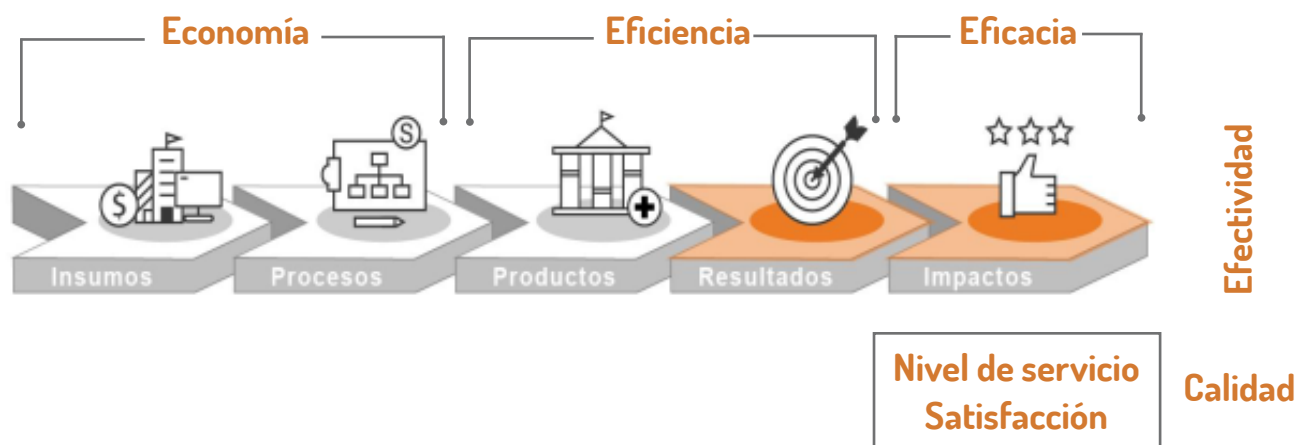 Economía
Eficiencia
Eficacia
$
S
Insumos
Procesos
Productos
Resultados
Impactos
Efectividad
Nivel de servicio
Satisfacción
Calidad